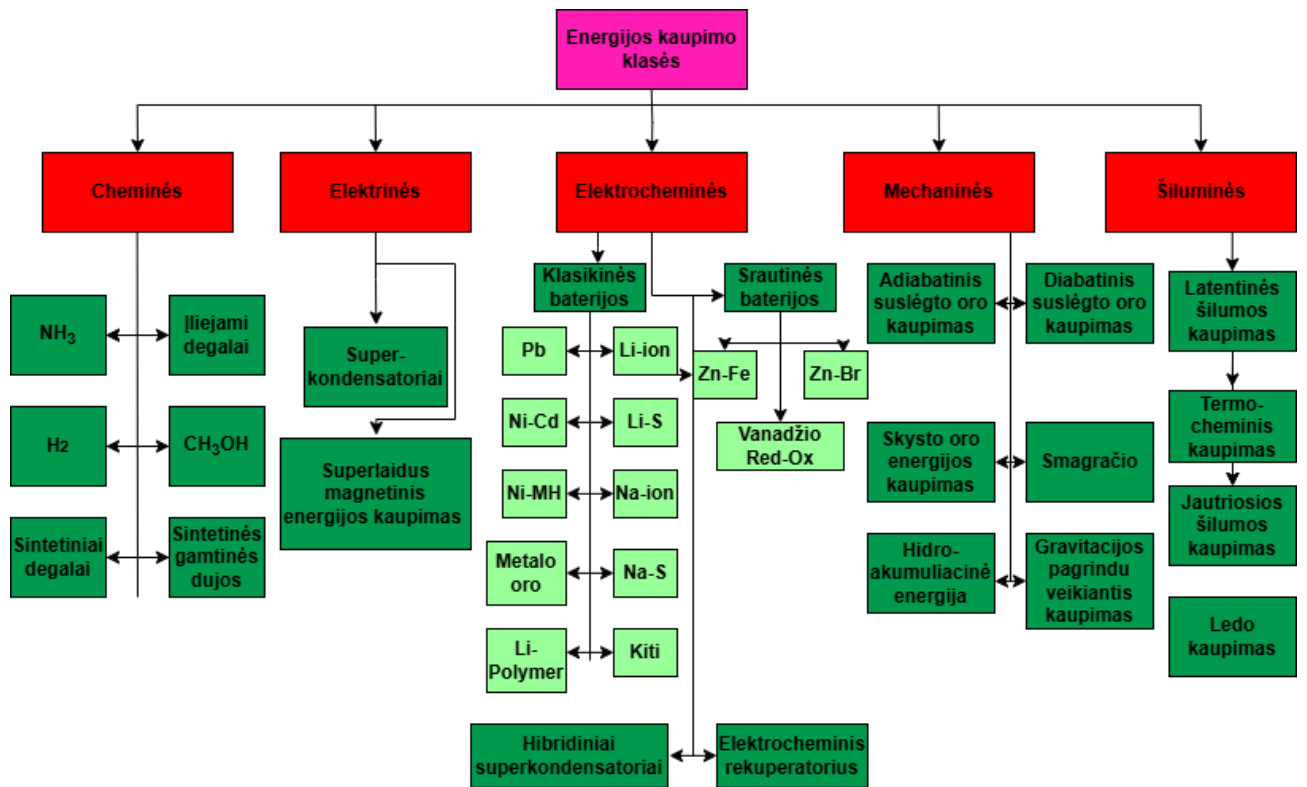 Energijos kaupimo
klasės
Cheminės
Elektrinės
Elektrocheminės
Mechaninės
Šiluminės
NH₃
Įliejami
degalai
H2
CH₃OH
Sintetiniai
degalai
Sintetinės
gamtinės
dujos
Super-
kondensatoriai
Superlaidus
magnetinis
energijos kaupimas
Klasikinės
baterijos
Srautinės
baterijos
Pb
Li-ion
Ni-Cd
Li-S
Ni-MH
Na-ion
Metalo
oro
Na-S
Li-
Polymer
Kiti
Zn-Fe
Zn-Br
Vanadžio
Red-Ox
Hibridiniai
superkondensatoriai
Elektrocheminis
rekuperatorius
Adiabatinis
suslėgto oro
kaupimas
Diabatinis
suslėgto oro
kaupimas
Skysto oro
energijos
kaupimas
Smagračio
Hidro-
akumuliacinė
energija
Gravitacijos
pagrindu
veikiantis
kaupimas
Latentinės
šilumos
kaupimas
Termo-
cheminis
kaupimas
Jautriosios
šilumos
kaupimas
Ledo
kaupimas